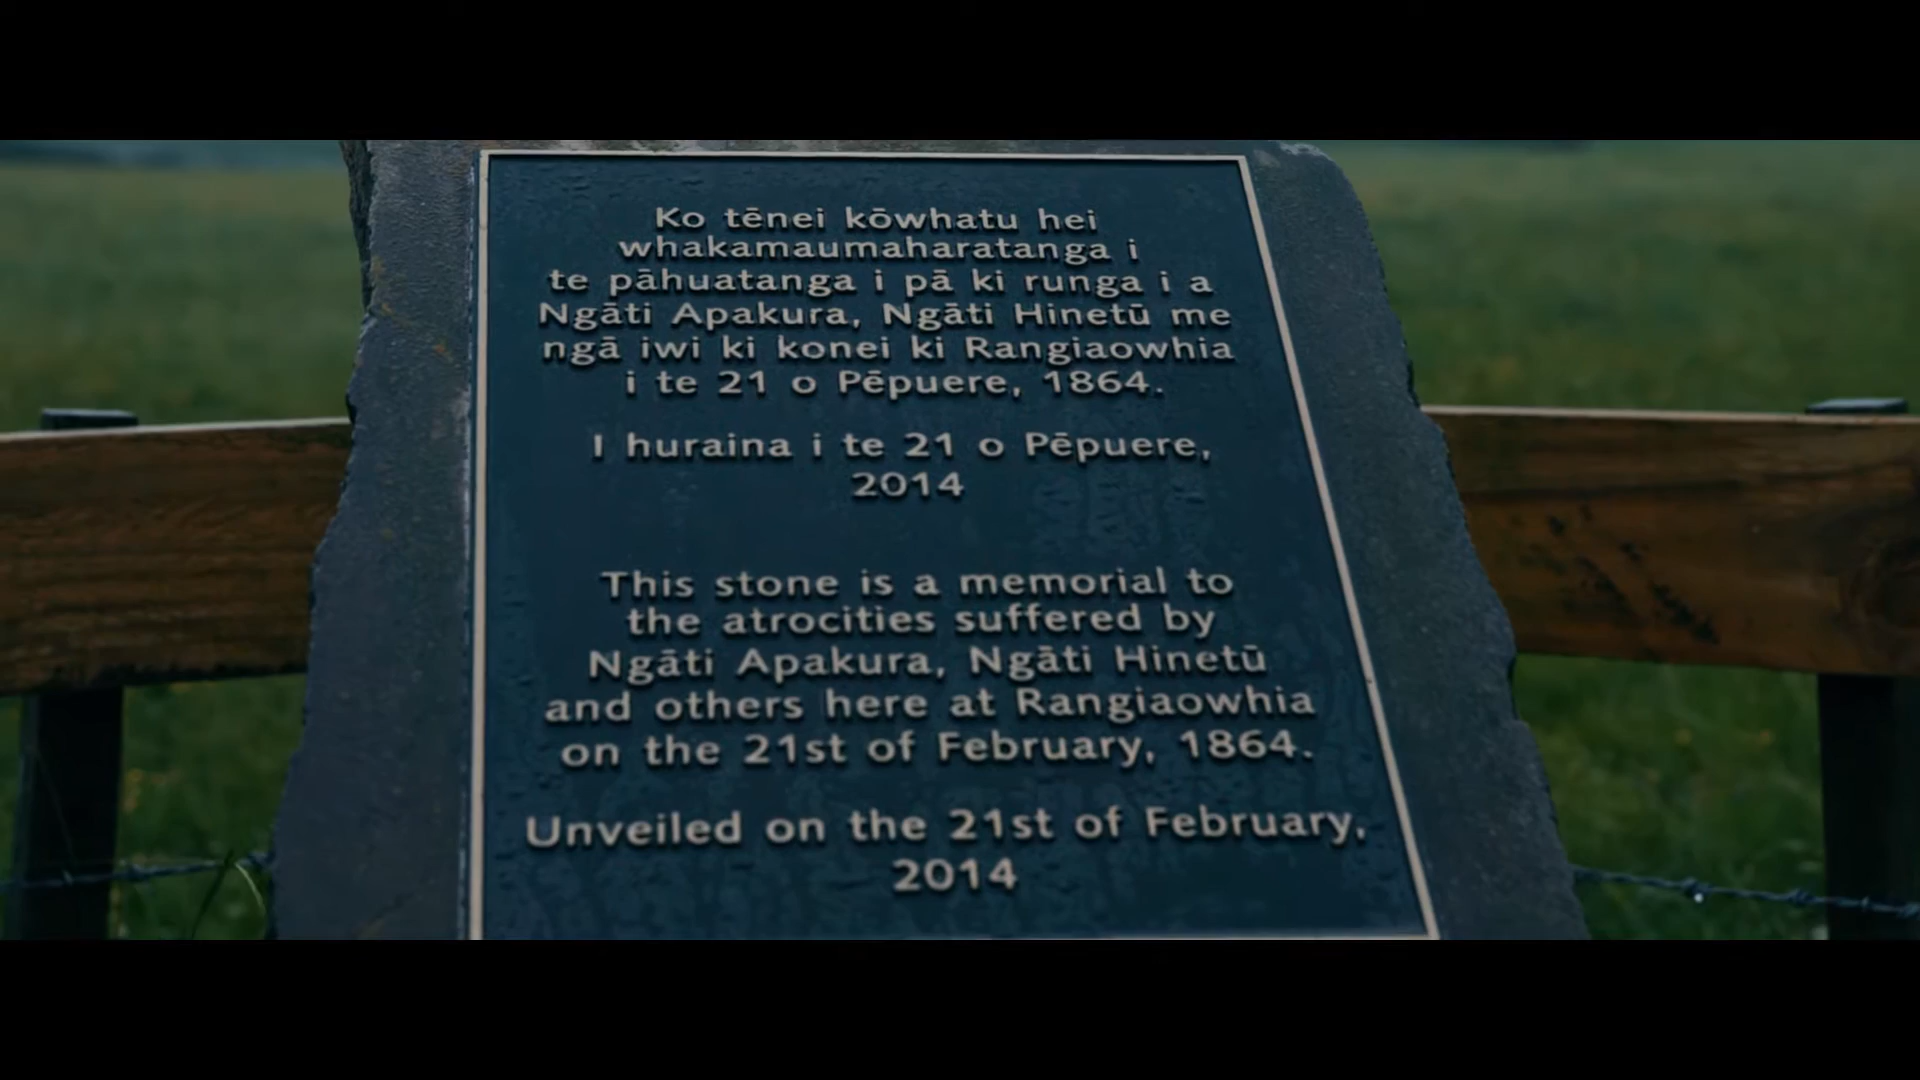 Ko tēnei kōwhatu hei
whakamaumaharatanga i
te pāhuatanga i pā ki runga i a
Ngāti Apakura, Ngāti Hinetū me
ngā iwi ki konei ki Rangiaowhia
i te 21 o Pēpuere, 1864.
I huraina i te 21 o Pēpuere,
2014
This stone is a memorial to
the atrocities suffered by
Ngāti Apakura, Ngāti Hinetū
and others here at Rangiaowhia
on the 21st of February, 1864.
Unveiled on the 21st of February,
2014